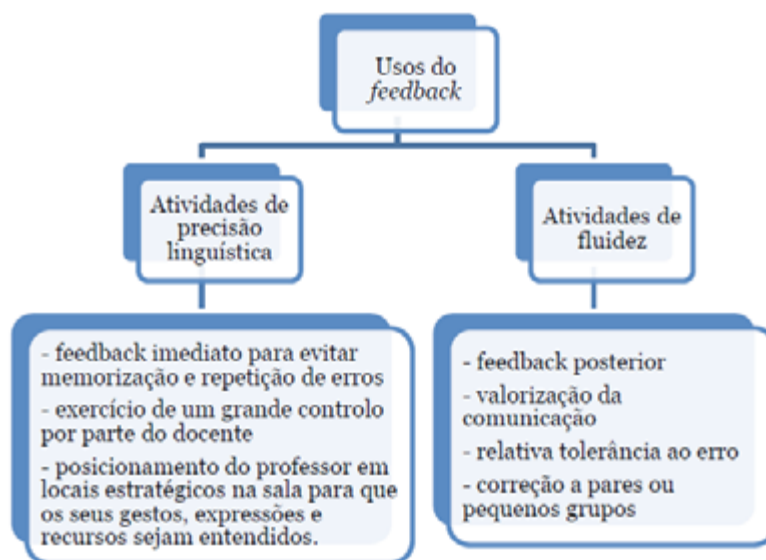 Usos do
feedback
Atividades de
precisão
linguística
Atividades de
fluidez
- feedback imediato para evitar
memorização e repetição de erros
- exercício de um grande controlo
por parte do docente
- posicionamento do professor em
locais estratégicos na sala para que
os seus gestos, expressões e
recursos sejam entendidos.
- feedback posterior
- valorização da
comunicação
- relativa tolerância ao erro
- correção a pares ou
pequenos grupos